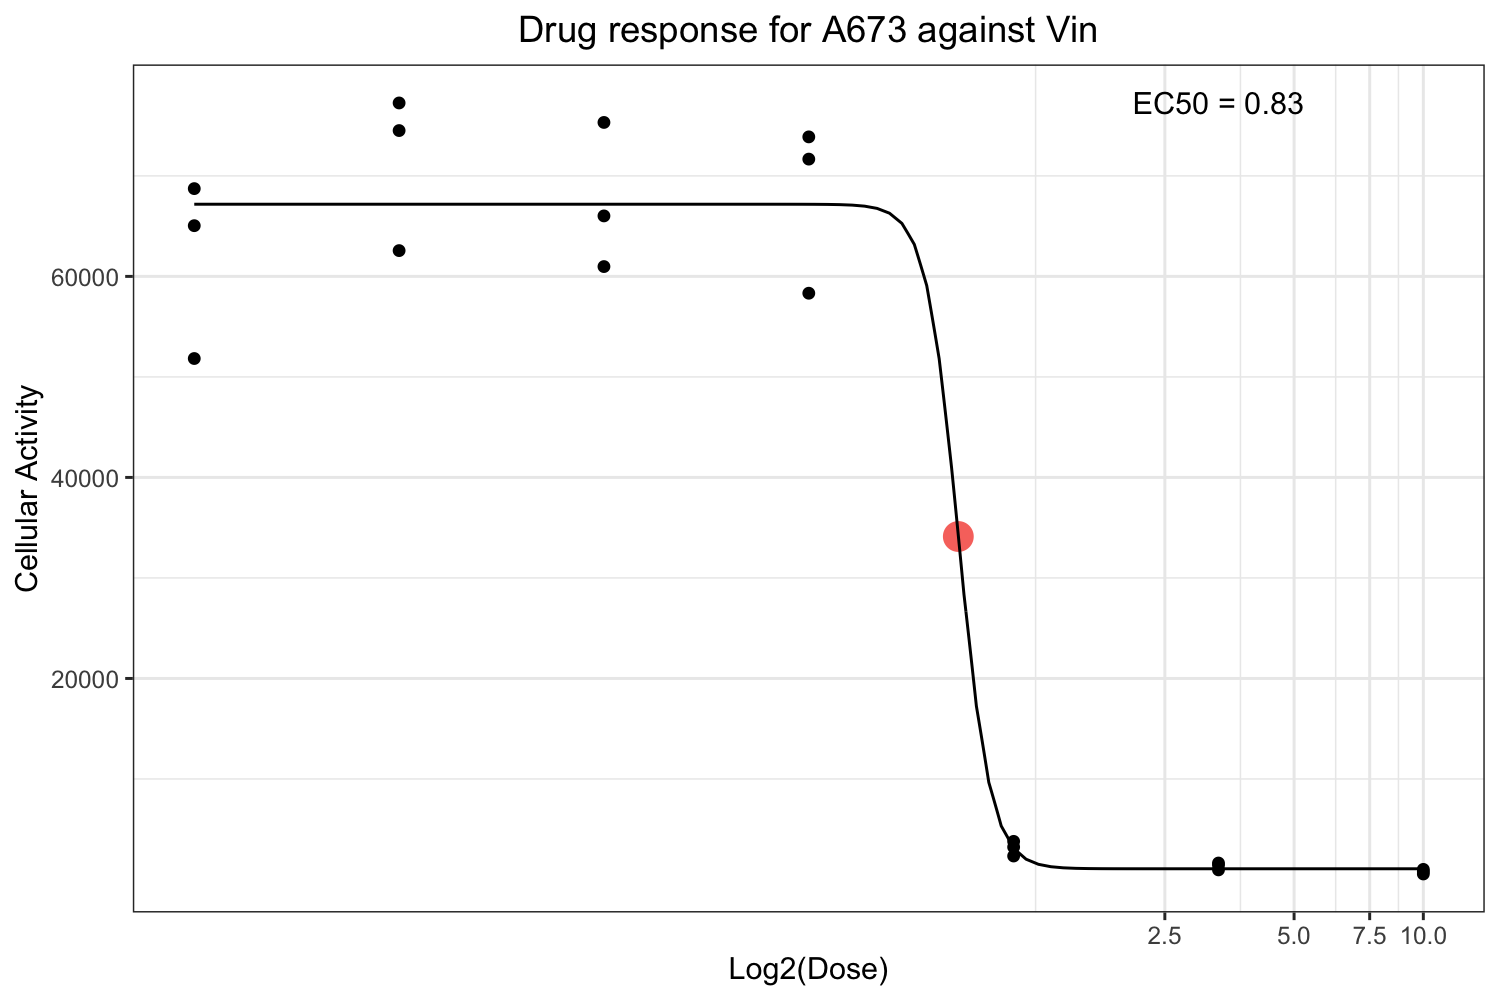 Drug response for A673 against Vin
EC50 = 0.83
60000
40000
20000
Cellular Activity
2.5 5.0 7.5 10.0
Log2(Dose)